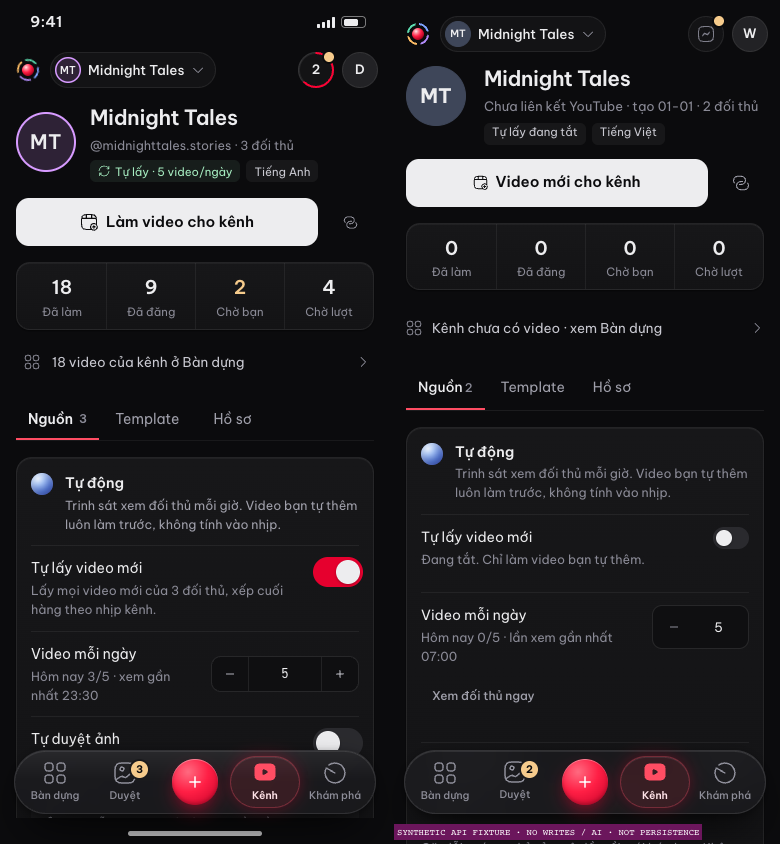 9:41
MT Midnight Tales
2
D
MT
Midnight Tales
@midnighttales.stories · 3 đối thủ
Tự lấy · 5 video/ngày
Tiếng Anh
Làm video cho kênh
18
9
2
4
Đã làm
Đã đăng
Chờ bạn
Chờ lượt
18 video của kênh ở Bàn dựng
Nguồn 3
Template
Hồ sơ
Tự động
Trinh sát xem đối thủ mỗi giờ. Video bạn tự thêm
luôn làm trước, không tính vào nhịp.
Tự lấy video mới
Lấy mọi video mới của 3 đối thủ, xếp cuối
hàng theo nhịp kênh.
Video mỗi ngày
Hôm nay 3/5 · xem gần
nhất 23:30
− 5 +
Tự duyệt ảnh
3
Bàn dựng
Duyệt
+
Kênh
Khám phá
MT Midnight Tales
W
MT
Midnight Tales
Chưa liên kết YouTube · tạo 01-01 · 2 đối thủ
Tự lấy đang tắt
Tiếng Việt
Video mới cho kênh
0
0
0
0
Đã làm
Đã đăng
Chờ bạn
Chờ lượt
Kênh chưa có video · xem Bàn dựng
Nguồn 2
Template
Hồ sơ
Tự động
Trinh sát xem đối thủ mỗi giờ. Video bạn tự thêm
luôn làm trước, không tính vào nhịp.
Tự lấy video mới
Đang tắt. Chỉ làm video bạn tự thêm.
Video mỗi ngày
Hôm nay 0/5 · lần xem gần nhất
07:00
− 5
Xem đối thủ ngay
2
Bàn dựng
Duyệt
+
Kênh
Khám phá
SYNTHETIC API FIXTURE · NO WRITES / AI · NOT PERSISTENCE